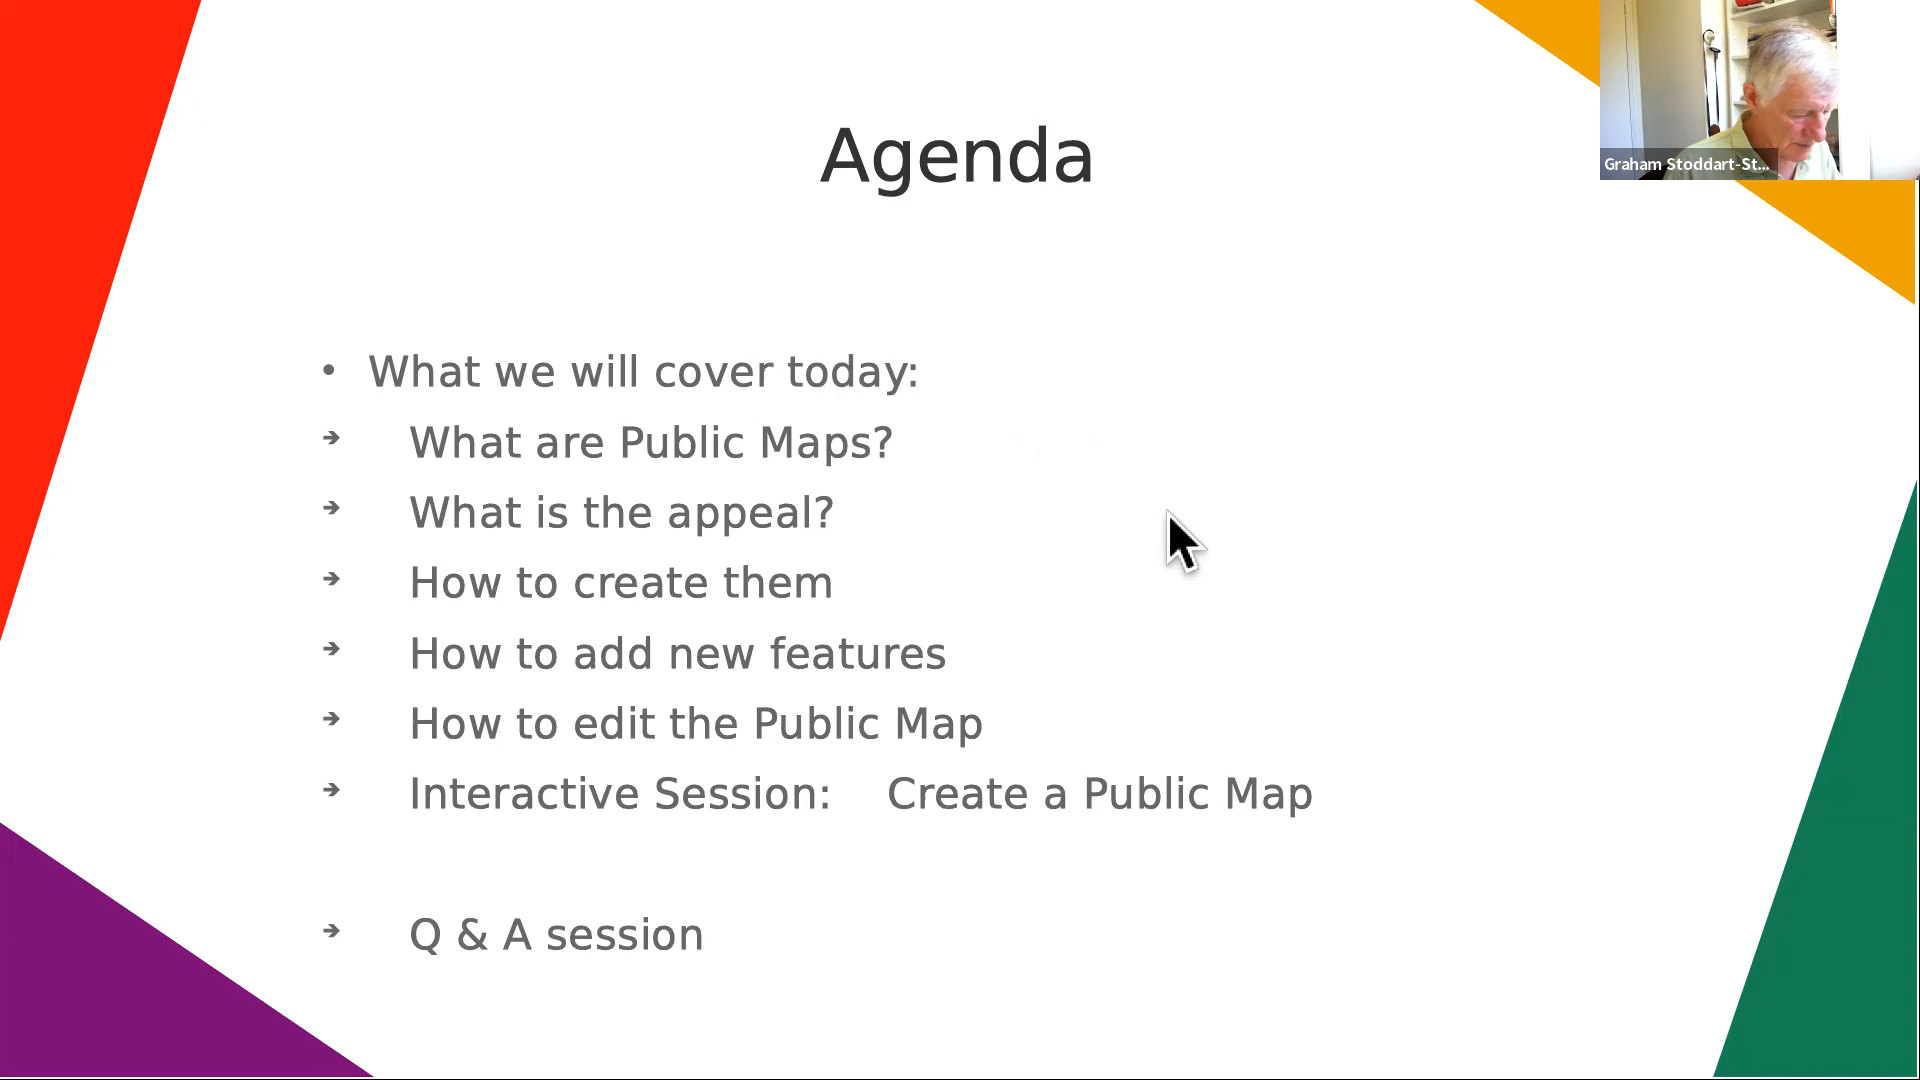 Agenda
Graham Stoddart-St...
• What we will cover today:
➔ What are Public Maps?
➔ What is the appeal?
➔ How to create them
➔ How to add new features
➔ How to edit the Public Map
➔ Interactive Session: Create a Public Map
➔ Q & A session